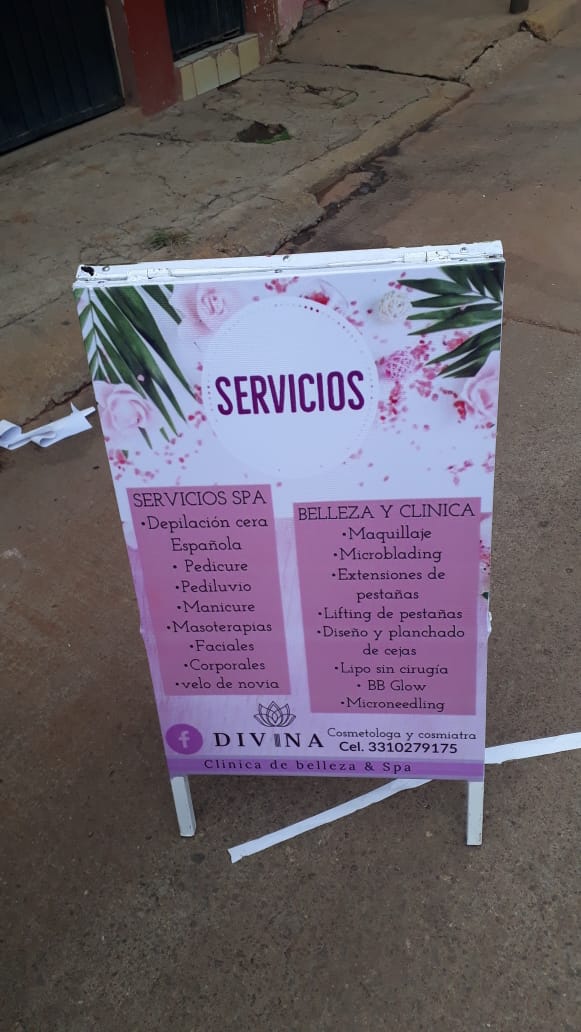 SERVICIOS
SERVICIOS SPA
•Depilación cera
Española
• Pedicure
•Pediluvio
•Manicure
•Masoterapias
•Faciales
•Corporales
•velo de novia
BELLEZA Y CLINICA
•Maquillaje
•Microblading
•Extensiones de
pestañas
•Lifting de pestañas
•Diseño y planchado
de cejas
•Lipo sin cirugía
• BB Glow
•Microneedling
f
DIVINA
Cosmetologa y cosmiatra
Cel. 3310279175
Clinica de belleza & Spa